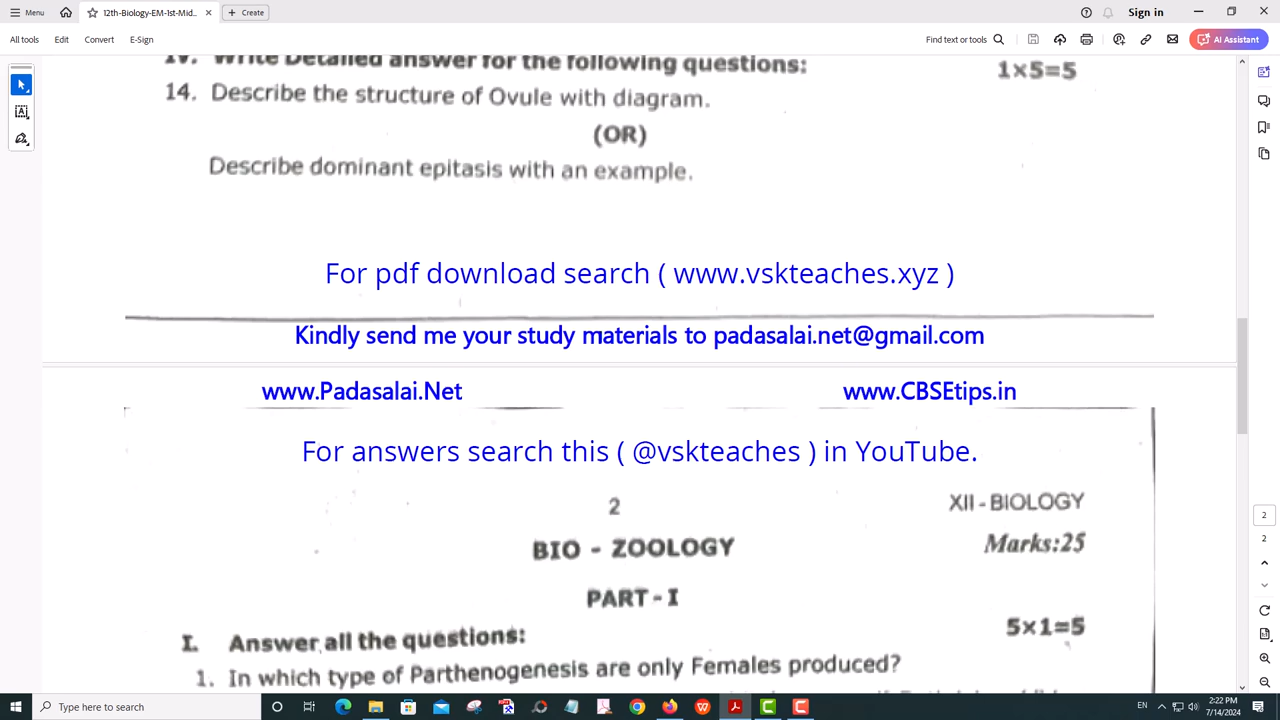 Menu
12th-Biology-EM-1st-Mid...
Create
Sign in
All tools Edit Convert E-Sign
Find text or tools
AI Assistant
IV. Write Detailed answer for the following questions: 1×5=5
14. Describe the structure of Ovule with diagram.
(OR)
Describe dominant epitasis with an example.
For pdf download search ( www.vskteaches.xyz )
Kindly send me your study materials to padasalai.net@gmail.com
www.Padasalai.Net www.CBSEtips.in
For answers search this ( @vskteaches ) in YouTube.
2 XII - BIOLOGY
BIO - ZOOLOGY Marks:25
PART - I
I. Answer all the questions: 5×1=5
1. In which type of Parthenogenesis are only Females produced?
2
2
Type here to search
EN
2:22 PM
7/14/2024